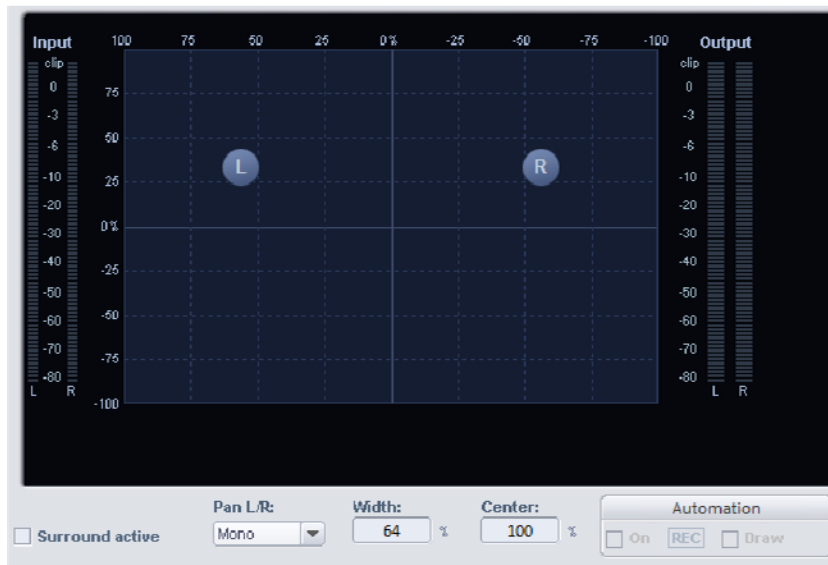 Input 100 75 50 25 0% -25 -50 -75 -100 Output
clip clip
0 0
75
-3 -3
-6 50 -6
L R
-10 25 -10
-20 -20
-30 0% -30
-40 -25 -40
-50 -50
-60 -50 -60
-70 -75 -70
-80 -80
L R -100 L R
Pan L/R: Width: Center: Automation
Surround active Mono 64 % 100 % On REC Draw